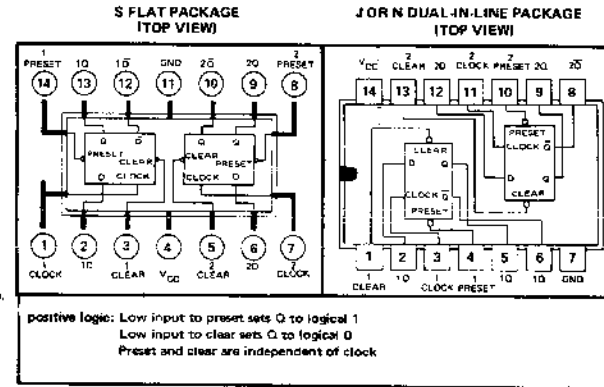 S FLAT PACKAGE
(TOP VIEW)
1 PRESET 1Q 1Q̅ GND 2Q̅ 2Q 2 PRESET
14 13 12 11 10 9 8
Q Q̅ Q̅ Q
PRESET CLEAR CLEAR PRESET
D CLOCK CLOCK D
1 2 3 4 5 6 7
1 CLOCK 1D 1 CLEAR VCC 2 CLEAR 2D 2 CLOCK
J OR N DUAL-IN-LINE PACKAGE
(TOP VIEW)
VCC 2 CLEAR 2D 2 CLOCK 2 PRESET 2Q 2Q̅
14 13 12 11 10 9 8
PRESET
CLOCK Q̅
D Q
CLEAR
CLEAR
D Q
CLOCK Q̅
PRESET
1 2 3 4 5 6 7
1 CLEAR 1D 1 CLOCK 1 PRESET 1Q 1Q̅ GND
positive logic: Low input to preset sets Q to logical 1
Low input to clear sets Q to logical 0
Preset and clear are independent of clock